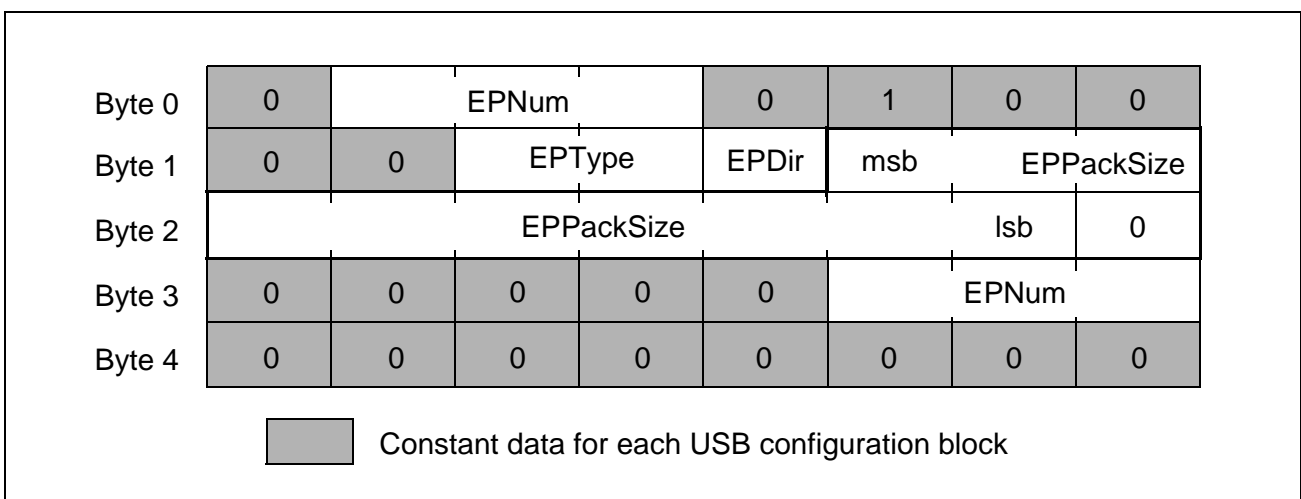 Byte 0 0 EPNum 0 1 0 0
Byte 1 0 0 EPType EPDir msb EPPackSize
Byte 2 EPPackSize lsb 0
Byte 3 0 0 0 0 0 EPNum
Byte 4 0 0 0 0 0 0 0 0
Constant data for each USB configuration block